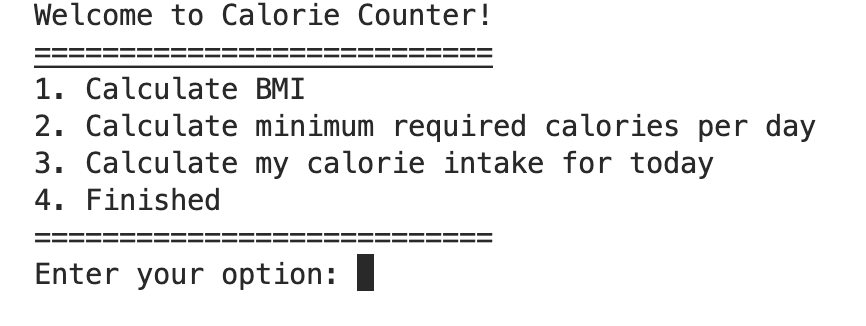 Welcome to Calorie Counter!
===========================
1. Calculate BMI
2. Calculate minimum required calories per day
3. Calculate my calorie intake for today
4. Finished
===========================
Enter your option: